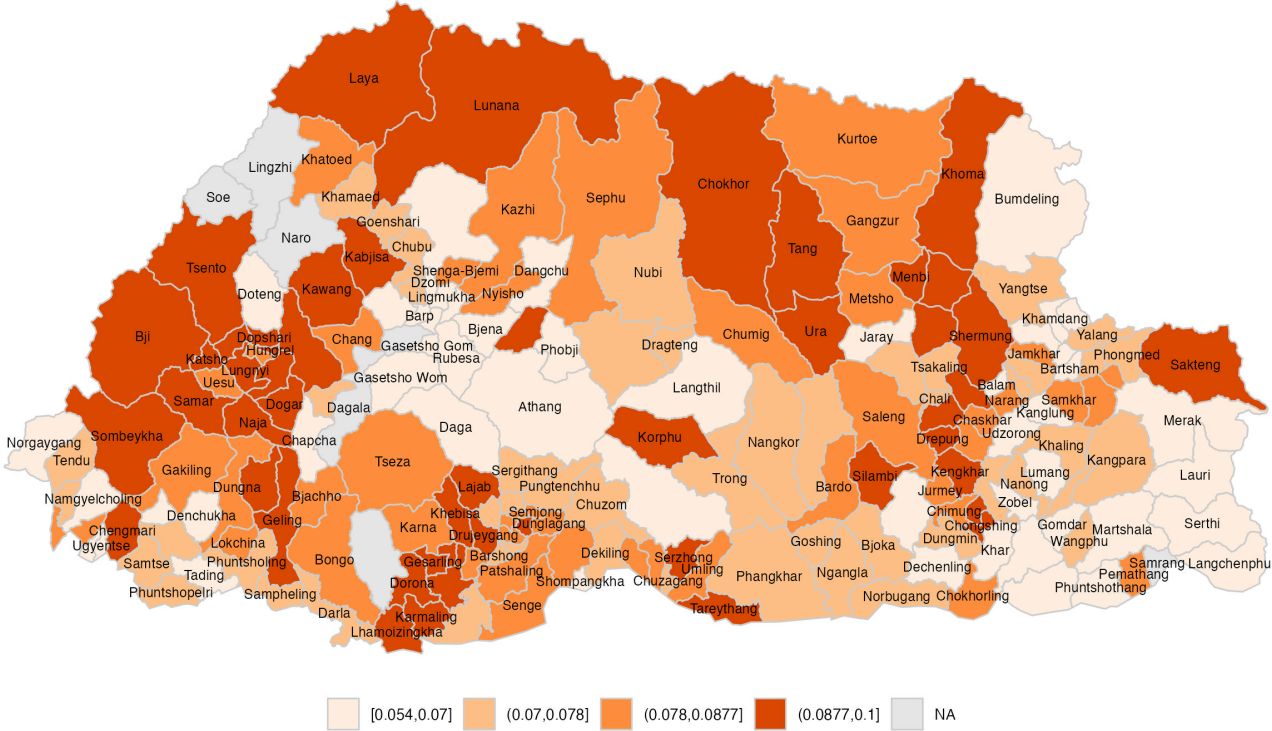 Laya
Lunana
Kurtoe
Khatoed
Lingzhi
Khoma
Chokhor
Khamaed
Soe
Sephu
Bumdeling
Kazhi
Goenshari
Gangzur
Naro
Chubu
Tang
Kabjisa
Tsento
Shenga-Bjemi
Dangchu
Nubi
Menbi
Dzomi
Kawang
Yangtse
Doteng
Lingmukha
Nyisho
Metsho
Barp
Khamdang
Bjena
Ura
Chumig
Bji
Dopshari
Chang
Jaray
Shermung
Yalang
Gasetsho Gom
Dragteng
Hungrel
Phobji
Jamkhar
Phongmed
Katsho
Rubesa
Sakteng
Lungnyi
Tsakaling
Bartsham
Gasetsho Wom
Uesu
Langthil
Balam
Samar
Chali
Narang
Samkhar
Dogar
Dagala
Athang
Kanglung
Saleng
Chaskhar
Merak
Naja
Daga
Udzorong
Sombeykha
Chapcha
Korphu
Drepung
Norgaygang
Nangkor
Khaling
Tendu
Tseza
Kangpara
Gakiling
Sergithang
Kengkhar
Lumang
Trong
Silambi
Lauri
Dungna
Lajab
Pungtenchhu
Bardo
Jurmey
Nanong
Namgyelcholing
Bjachho
Zobel
Chuzom
Khebisa
Semjong
Chimung
Denchukha
Geling
Dunglagang
Chongshing
Gomdar
Serthi
Chengmari
Karna
Martshala
Drujeygang
Dungmin
Wangphu
Ugyentse
Lokchina
Goshing
Bjoka
Khar
Barshong
Dekiling
Serzhong
Samtse
Phuntsholing
Bongo
Gesarling
Samrang
Langchenphu
Tading
Patshaling
Umling
Dechenling
Pemathang
Phangkhar
Ngangla
Dorona
Shompangkha
Chuzagang
Phuntshothang
Phuntshopelri
Sampheling
Norbugang
Chokhorling
Senge
Tareythang
Darla
Karmaling
Lhamoizingkha
[0.054,0.07]
(0.07,0.078]
(0.078,0.0877]
(0.0877,0.1]
NA